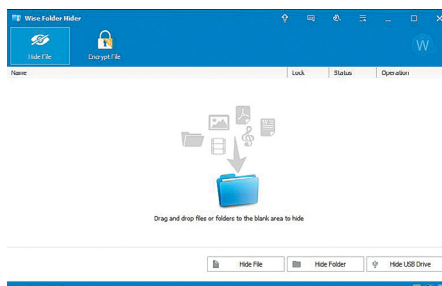 Wise Folder Hider
Hide File
Encrypt File
W
Name Lock Status Operation
Drag and drop files or folders to the blank area to hide
Hide File Hide Folder Hide USB Drive